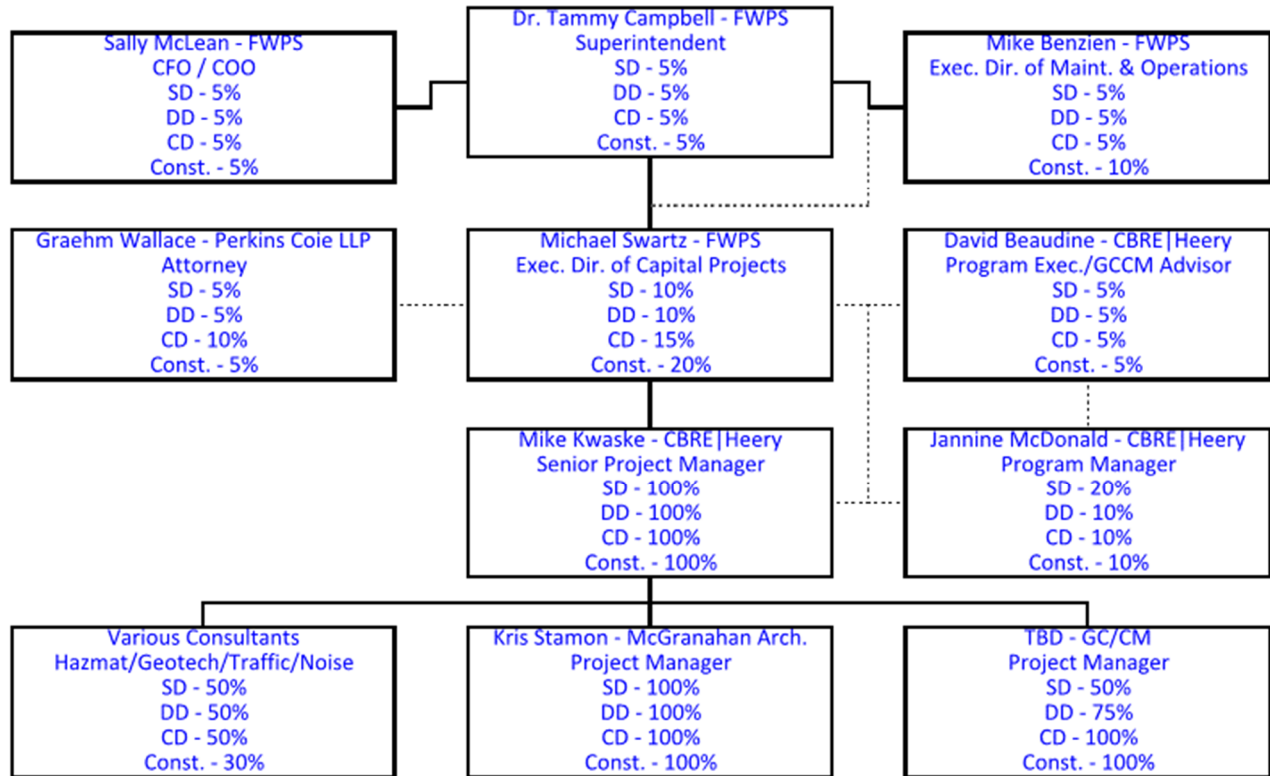 Dr. Tammy Campbell - FWPS
Superintendent
SD - 5%
DD - 5%
CD - 5%
Const. - 5%
Sally McLean - FWPS
CFO / COO
SD - 5%
DD - 5%
CD - 5%
Const. - 5%
Mike Benzien - FWPS
Exec. Dir. of Maint. & Operations
SD - 5%
DD - 5%
CD - 5%
Const. - 10%
Graehm Wallace - Perkins Coie LLP
Attorney
SD - 5%
DD - 5%
CD - 10%
Const. - 5%
Michael Swartz - FWPS
Exec. Dir. of Capital Projects
SD - 10%
DD - 10%
CD - 15%
Const. - 20%
David Beaudine - CBRE|Heery
Program Exec./GCCM Advisor
SD - 5%
DD - 5%
CD - 5%
Const. - 5%
Mike Kwaske - CBRE|Heery
Senior Project Manager
SD - 100%
DD - 100%
CD - 100%
Const. - 100%
Jannine McDonald - CBRE|Heery
Program Manager
SD - 20%
DD - 10%
CD - 10%
Const. - 10%
Various Consultants
Hazmat/Geotech/Traffic/Noise
SD - 50%
DD - 50%
CD - 50%
Const. - 30%
Kris Stamon - McGranahan Arch.
Project Manager
SD - 100%
DD - 100%
CD - 100%
Const. - 100%
TBD - GC/CM
Project Manager
SD - 50%
DD - 75%
CD - 100%
Const. - 100%